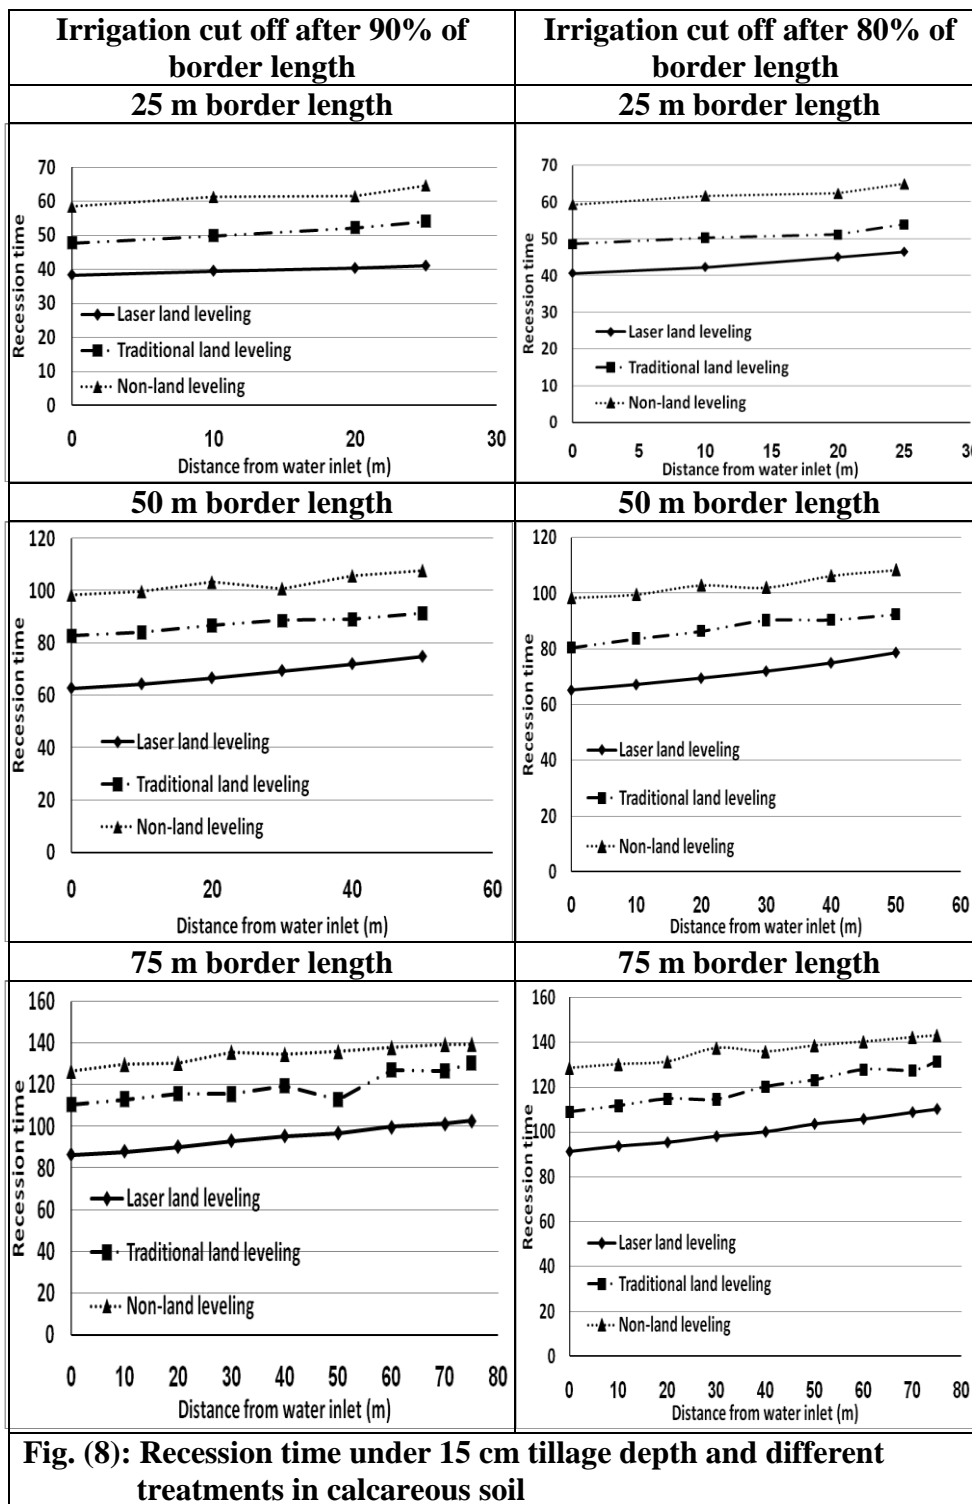 Irrigation cut off after 90% of
border length
Irrigation cut off after 80% of
border length
25 m border length
25 m border length
70
60
50
40
30
20
10
0
Recession time
Laser land leveling
Traditional land leveling
Non-land leveling
0 10 20 30
Distance from water inlet (m)
70
60
50
40
30
20
10
0
Recession time
Laser land leveling
Traditional land leveling
Non-land leveling
0 5 10 15 20 25 30
Distance from water inlet (m)
50 m border length
50 m border length
120
100
80
60
40
20
0
Recession time
Laser land leveling
Traditional land leveling
Non-land leveling
0 20 40 60
Distance from water inlet (m)
120
100
80
60
40
20
0
Recession time
Laser land leveling
Traditional land leveling
Non-land leveling
0 10 20 30 40 50 60
Distance from water inlet (m)
75 m border length
75 m border length
160
140
120
100
80
60
40
20
0
Recession time
Laser land leveling
Traditional land leveling
Non-land leveling
0 10 20 30 40 50 60 70 80
Distance from water inlet (m)
160
140
120
100
80
60
40
20
0
Recession time
Laser land leveling
Traditional land leveling
Non-land leveling
0 10 20 30 40 50 60 70 80
Distance from water inlet (m)
Fig. (8): Recession time under 15 cm tillage depth and different
treatments in calcareous soil